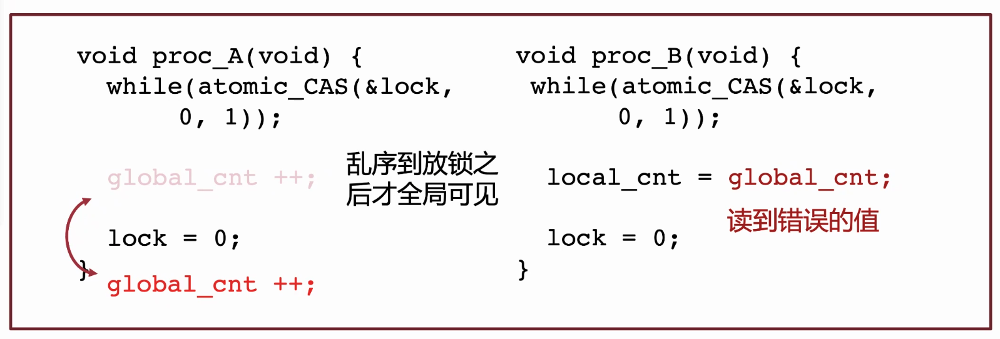 void proc_A(void) {
while(atomic_CAS(&lock,
0, 1));
global_cnt ++;
乱序到放锁之
后才全局可见
lock = 0;
}
global_cnt ++;
void proc_B(void) {
while(atomic_CAS(&lock,
0, 1));
local_cnt = global_cnt;
读到错误的值
lock = 0;
}